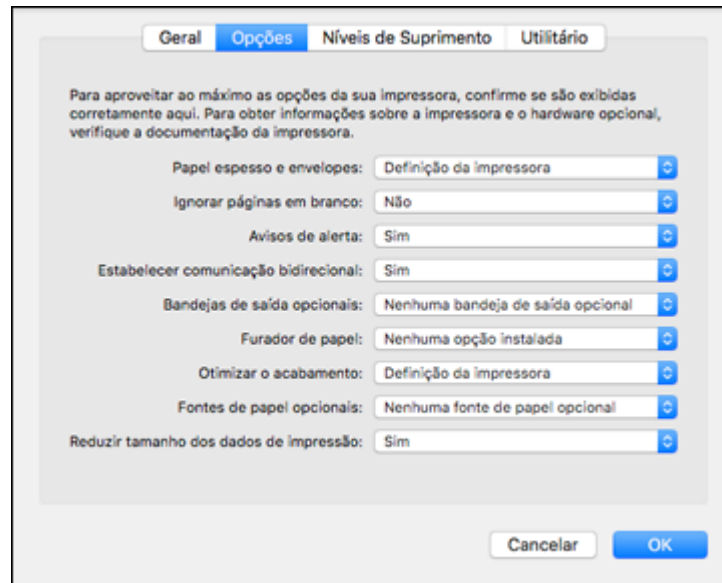 Geral Opções Níveis de Suprimento Utilitário
Para aproveitar ao máximo as opções da sua impressora, confirme se são exibidas
corretamente aqui. Para obter informações sobre a impressora e o hardware opcional,
verifique a documentação da impressora.
Papel espesso e envelopes: Definição da impressora
Ignorar páginas em branco: Não
Avisos de alerta: Sim
Estabelecer comunicação bidirecional: Sim
Bandejas de saída opcionais: Nenhuma bandeja de saída opcional
Furador de papel: Nenhuma opção instalada
Otimizar o acabamento: Definição da impressora
Fontes de papel opcionais: Nenhuma fonte de papel opcional
Reduzir tamanho dos dados de impressão: Sim
Cancelar OK